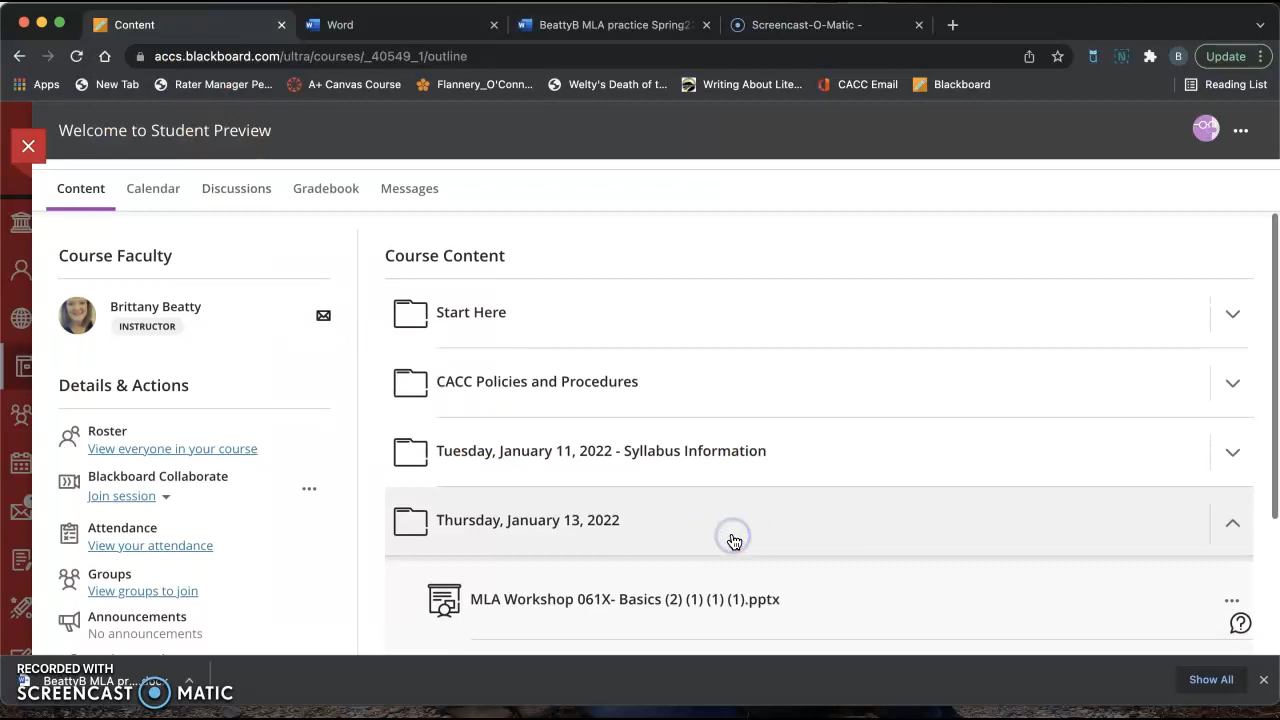 Content
Word
BeattyB MLA practice Spring2
Screencast-O-Matic -
accs.blackboard.com/ultra/courses/_40549_1/outline
B
Update
Apps
New Tab
Rater Manager Pe...
A+ Canvas Course
Flannery_O'Conn...
Welty's Death of t...
Writing About Lite...
CACC Email
Blackboard
Reading List
Welcome to Student Preview
Content
Calendar
Discussions
Gradebook
Messages
Course Faculty
Brittany Beatty
INSTRUCTOR
Details & Actions
Roster
View everyone in your course
Blackboard Collaborate
Join session
Attendance
View your attendance
Groups
View groups to join
Announcements
No announcements
Course Content
Start Here
CACC Policies and Procedures
Tuesday, January 11, 2022 - Syllabus Information
Thursday, January 13, 2022
MLA Workshop 061X- Basics (2) (1) (1) (1).pptx
RECORDED WITH
BeattyB MLA pr....docx
SCREENCAST MATIC
Show All